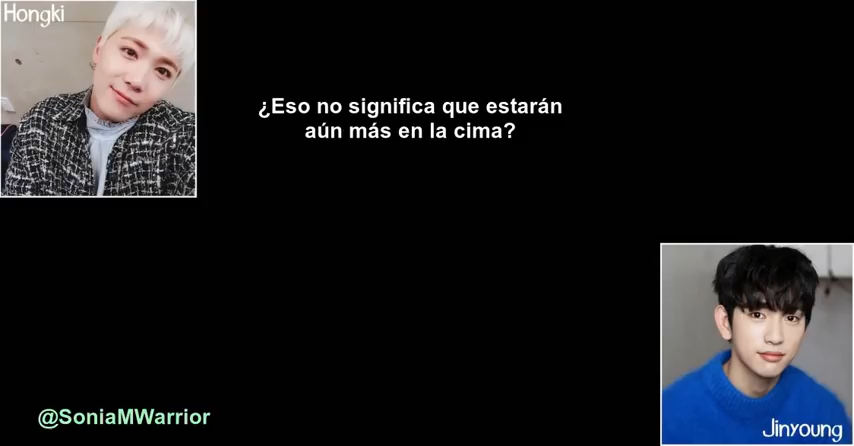 Hongki
¿Eso no significa que estarán
aún más en la cima?
Jinyoung
@SoniaMWarrior